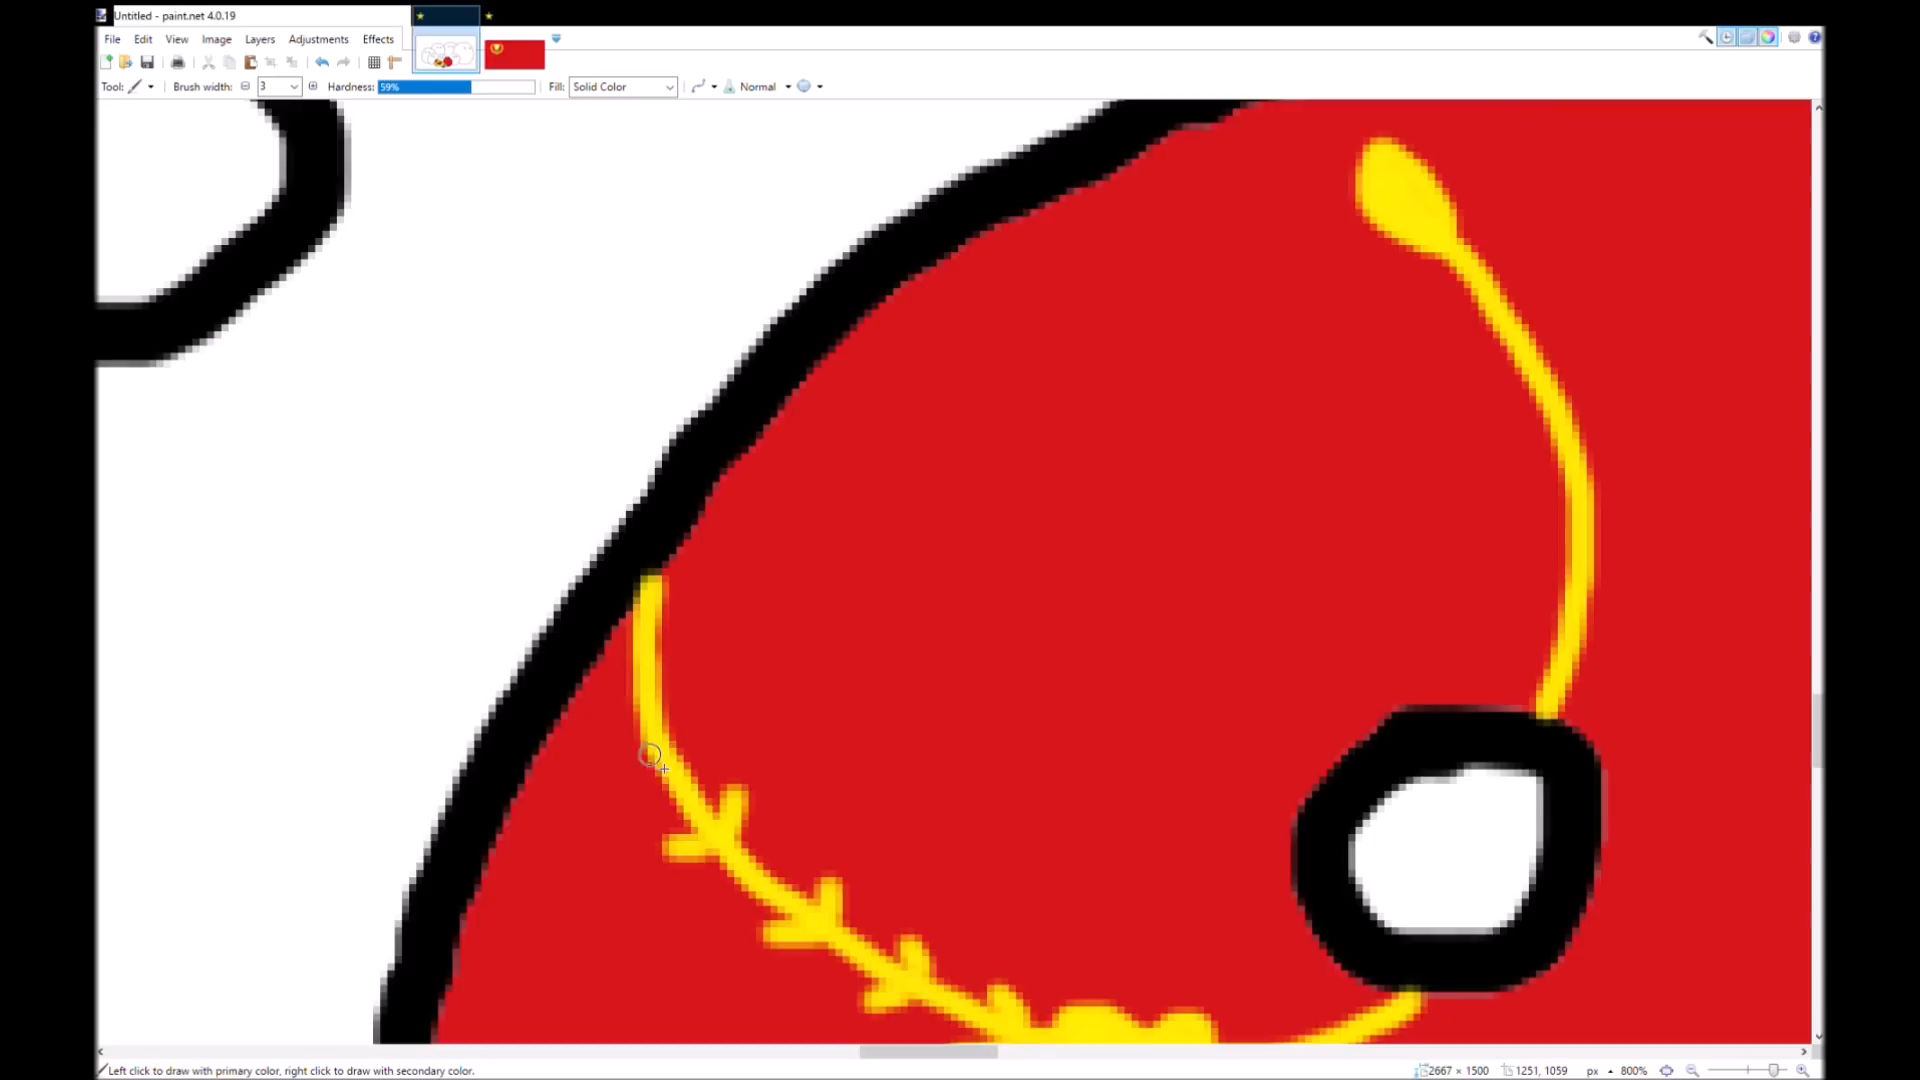 Untitled - paint.net 4.0.19
File Edit View Image Layers Adjustments Effects
Tool: Brush width: 3 Hardness: 59% Fill: Solid Color Normal
Left click to draw with primary color, right click to draw with secondary color. 2667 × 1500 1251, 1059 px 800%